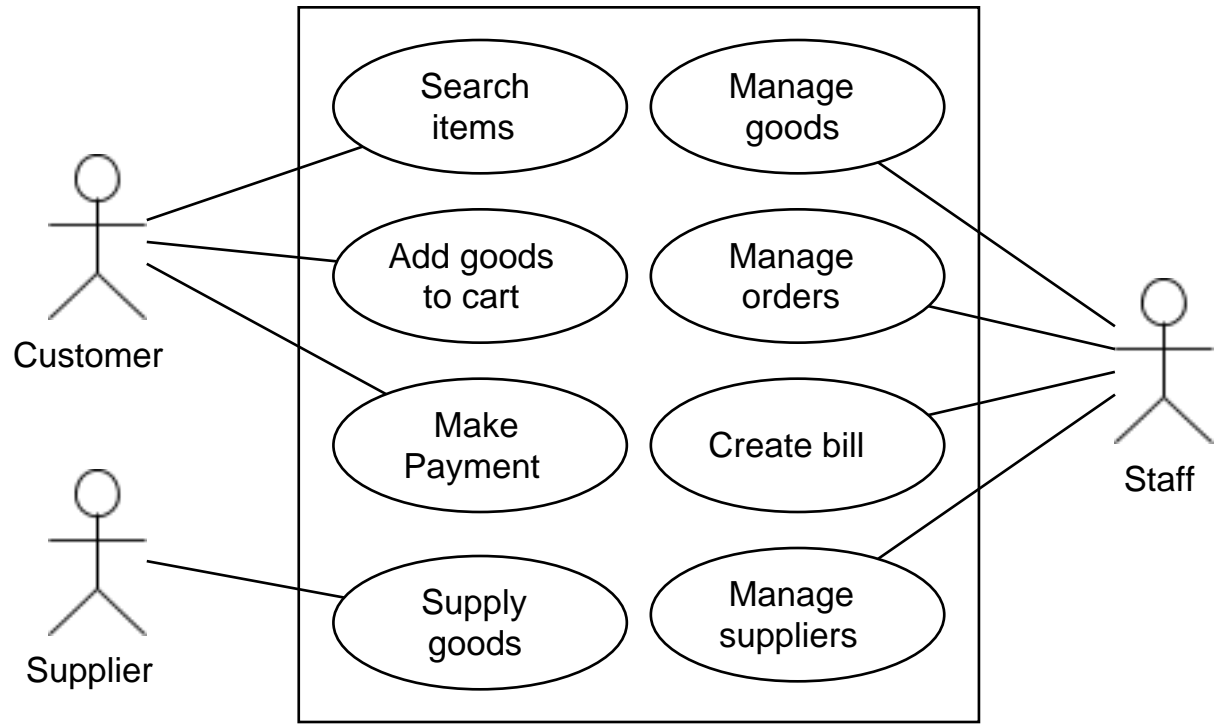 Search
items
Manage
goods
Add goods
to cart
Manage
orders
Customer
Make
Payment
Create bill
Staff
Supply
goods
Manage
suppliers
Supplier